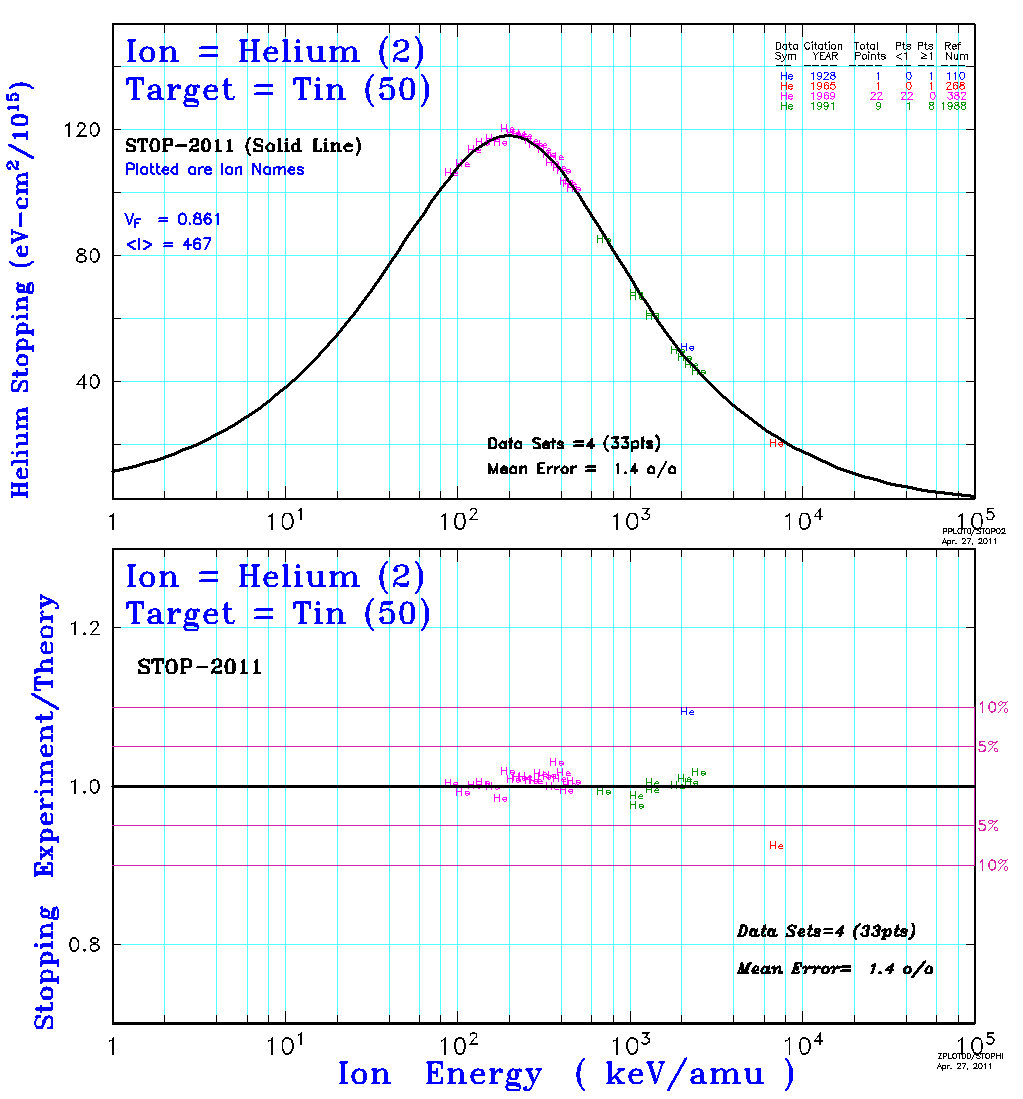 Ion = Helium (2)
Target = Tin (50)
STOP-2011 (Solid Line)
Plotted are Ion Names
VF = 0.861
<I> = 467
Data Citation Total Pts Pts Ref
Sym YEAR Points <1 ≥1 Num
He 1928 1 0 1 110
He 1965 1 0 1 268
He 1969 22 22 0 382
He 1991 9 1 8 1988
Helium Stopping (eV-cm²/10¹⁵)
120
80
40
Data Sets =4 (33pts)
Mean Error = 1.4 o/o
1 10¹ 10² 10³ 10⁴ 10⁵
PPLOT0/STOP02
Apr. 27, 2011
Ion = Helium (2)
Target = Tin (50)
STOP-2011
Stopping Experiment/Theory
1.2
1.0
0.8
10%
5%
5%
10%
Data Sets=4 (33pts)
Mean Error= 1.4 o/o
1 10¹ 10² 10³ 10⁴ 10⁵
Ion Energy ( keV/amu )
Apr. 27, 2011